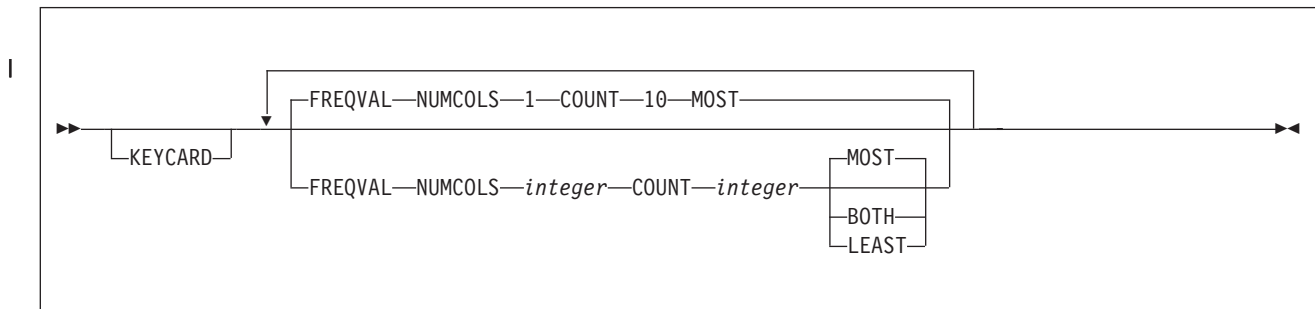 FREQVAL NUMCOLS 1 COUNT 10 MOST
KEYCARD
MOST
FREQVAL NUMCOLS integer COUNT integer
BOTH
LEAST